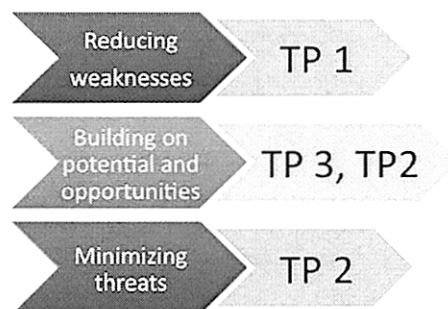 Reducing
weaknesses
TP 1
Building on
potential and
opportunities
TP 3, TP2
Minimizing
threats
TP 2